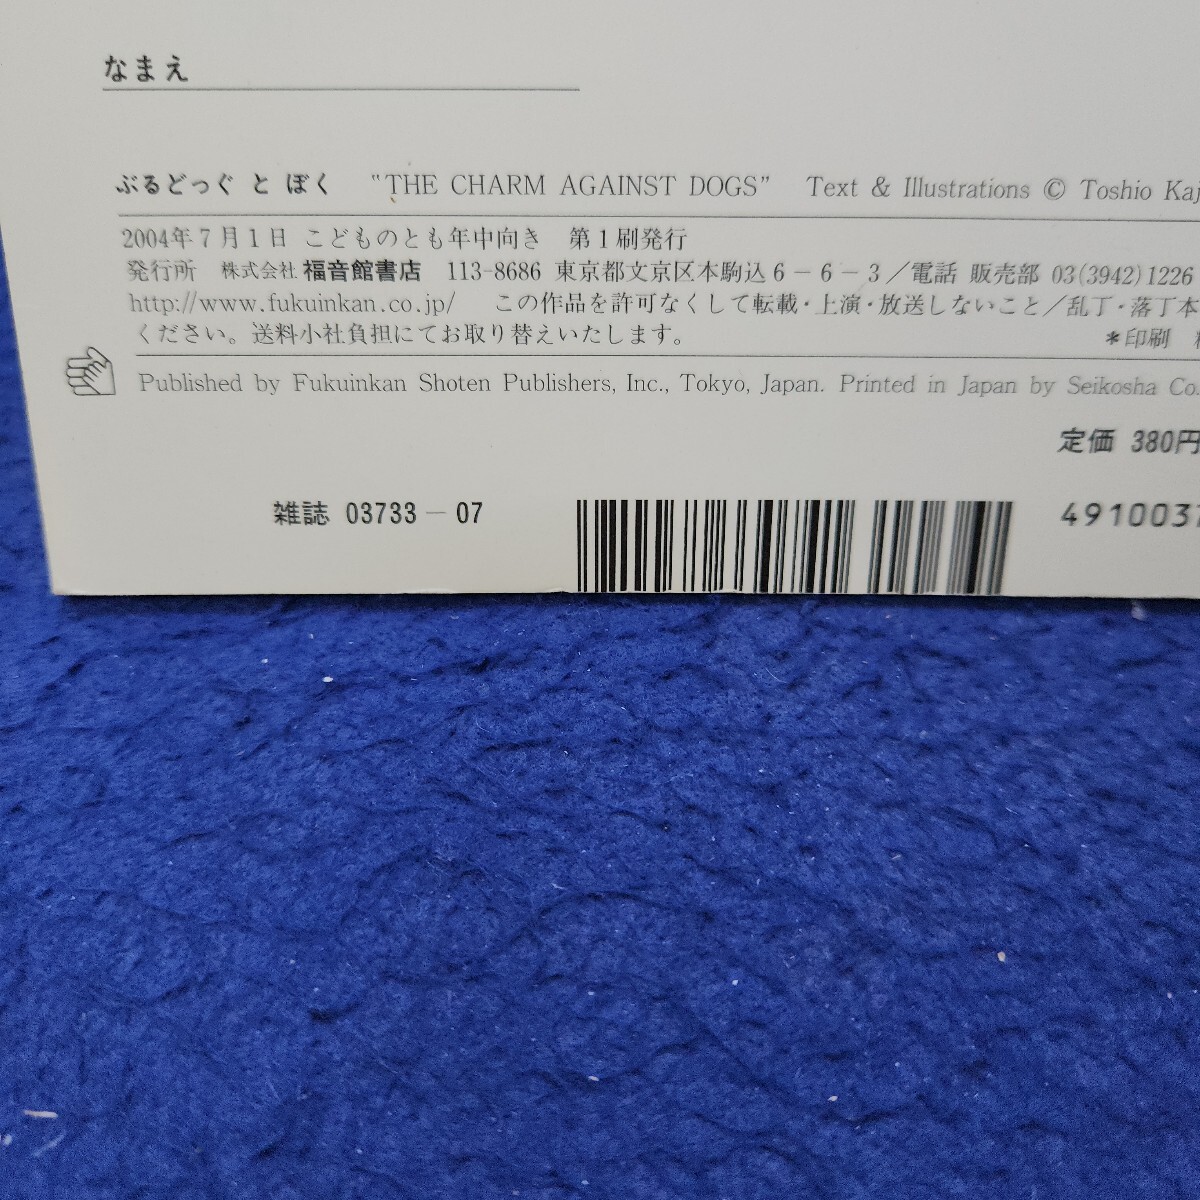 なまえ
ぶるどっぐ と ぼく "THE CHARM AGAINST DOGS" Text & Illustrations © Toshio
2004年7月1日 こどものとも年中向き 第1刷発行
発行所 株式会社 福音館書店 113-8686 東京都文京区本駒込6-6-3／電話 販売部 03(3942)1226
http://www.fukuinkan.co.jp/ この作品を許可なくして転載・上演・放送しないこと／乱丁・落丁本
ください。送料小社負担にてお取り替えいたします。 *印刷
Published by Fukuinkan Shoten Publishers, Inc., Tokyo, Japan. Printed in Japan by Seikosha Co.
定価 380円
雑誌 03733-07 4910037